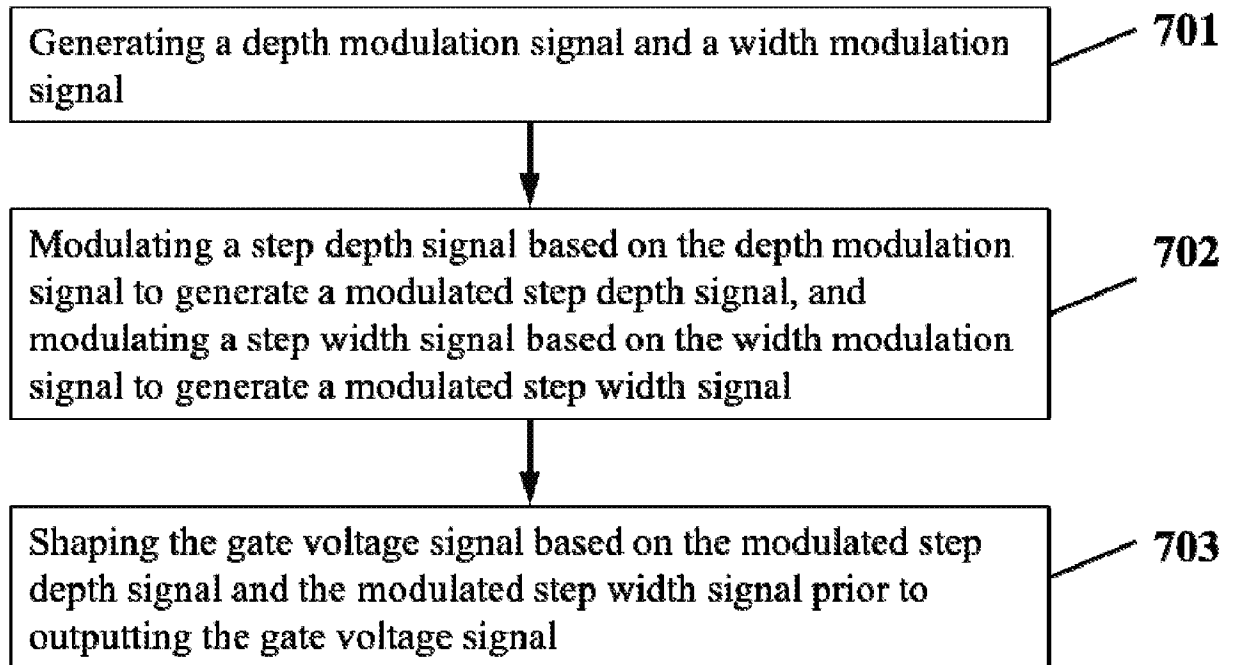 Generating a depth modulation signal and a width modulation
signal
701
Modulating a step depth signal based on the depth modulation
signal to generate a modulated step depth signal, and
modulating a step width signal based on the width modulation
signal to generate a modulated step width signal
702
Shaping the gate voltage signal based on the modulated step
depth signal and the modulated step width signal prior to
outputting the gate voltage signal
703